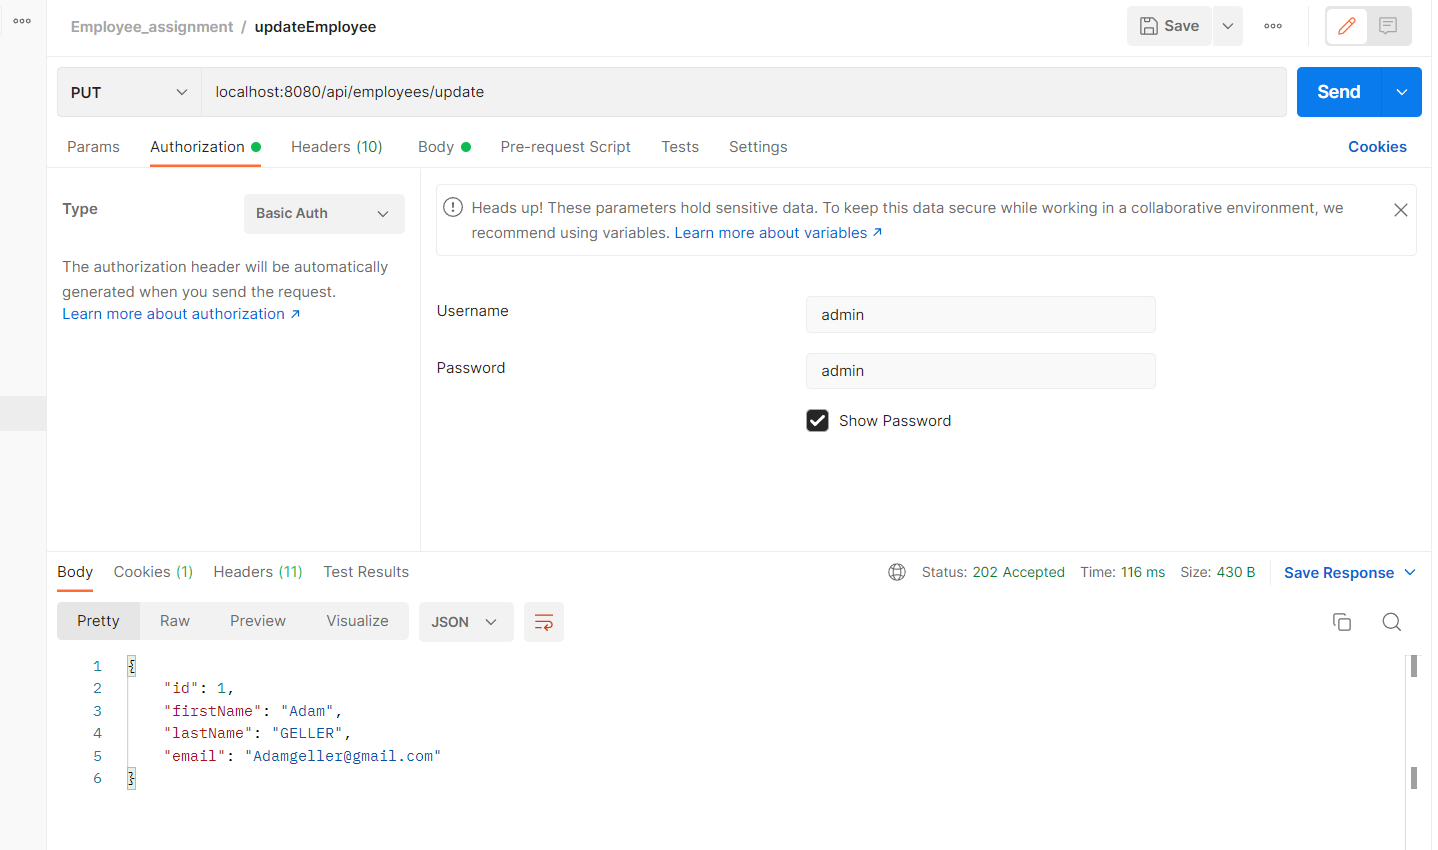 Employee_assignment / updateEmployee
Save
PUT
localhost:8080/api/employees/update
Send
Params Authorization Headers (10) Body Pre-request Script Tests Settings Cookies
Type
Basic Auth
The authorization header will be automatically
generated when you send the request.
Learn more about authorization ↗
Heads up! These parameters hold sensitive data. To keep this data secure while working in a collaborative environment, we
recommend using variables. Learn more about variables ↗
Username
admin
Password
admin
Show Password
Body Cookies (1) Headers (11) Test Results
Status: 202 Accepted Time: 116 ms Size: 430 B Save Response
Pretty Raw Preview Visualize JSON
1 {
2 "id": 1,
3 "firstName": "Adam",
4 "lastName": "GELLER",
5 "email": "Adamgeller@gmail.com"
6 }